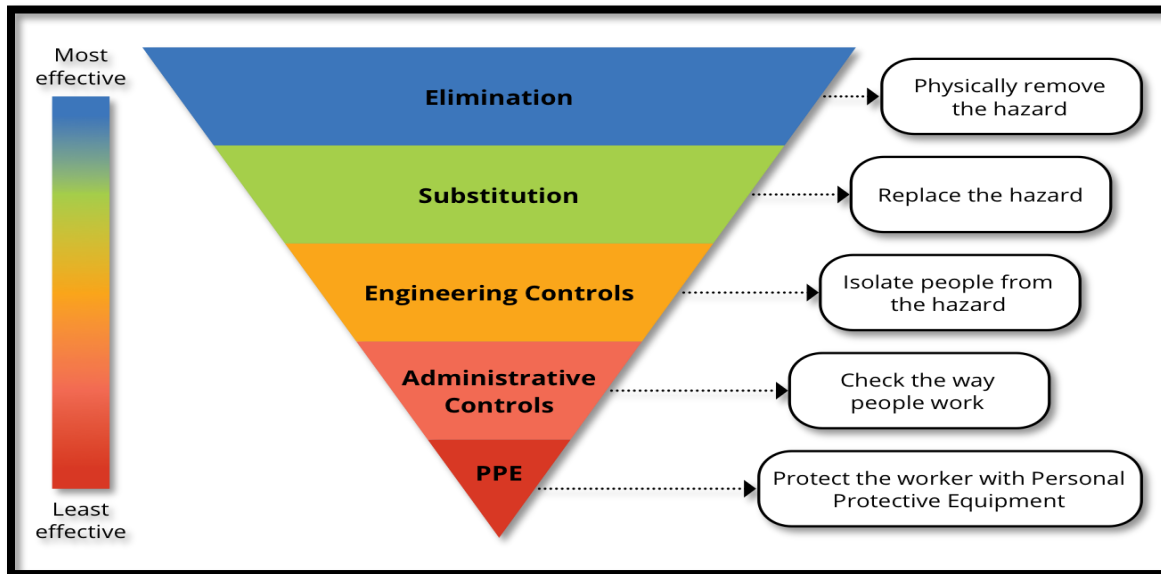 Most
effective
Elimination
Physically remove
the hazard
Substitution
Replace the hazard
Engineering Controls
Isolate people from
the hazard
Administrative
Controls
Check the way
people work
PPE
Protect the worker with Personal
Protective Equipment
Least
effective